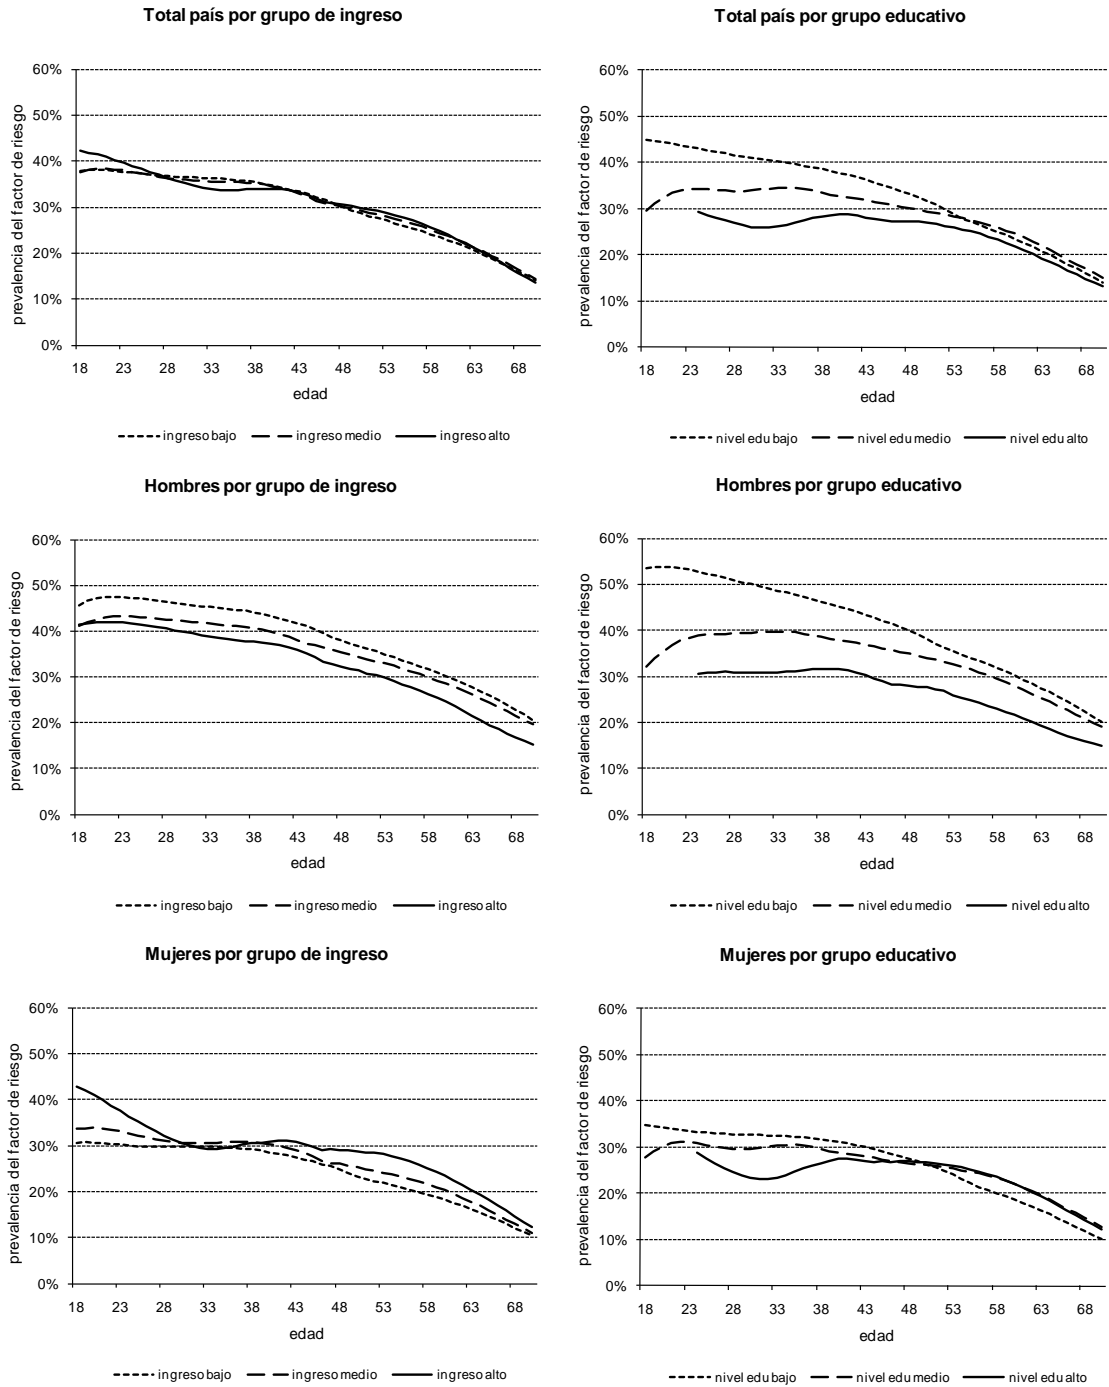 Total país por grupo de ingreso
prevalencia del factor de riesgo
60%
50%
40%
30%
20%
10%
0%
18 23 28 33 38 43 48 53 58 63 68
edad
ingreso bajo ingreso medio ingreso alto
Total país por grupo educativo
prevalencia del factor de riesgo
60%
50%
40%
30%
20%
10%
0%
18 23 28 33 38 43 48 53 58 63 68
edad
nivel edu bajo nivel edu medio nivel edu alto
Hombres por grupo de ingreso
prevalencia del factor de riesgo
60%
50%
40%
30%
20%
10%
0%
18 23 28 33 38 43 48 53 58 63 68
edad
ingreso bajo ingreso medio ingreso alto
Hombres por grupo educativo
prevalencia del factor de riesgo
60%
50%
40%
30%
20%
10%
0%
18 23 28 33 38 43 48 53 58 63 68
edad
nivel edu bajo nivel edu medio nivel edu alto
Mujeres por grupo de ingreso
prevalencia del factor de riesgo
60%
50%
40%
30%
20%
10%
0%
18 23 28 33 38 43 48 53 58 63 68
edad
ingreso bajo ingreso medio ingreso alto
Mujeres por grupo educativo
prevalencia del factor de riesgo
60%
50%
40%
30%
20%
10%
0%
18 23 28 33 38 43 48 53 58 63 68
edad
nivel edu bajo nivel edu medio nivel edu alto